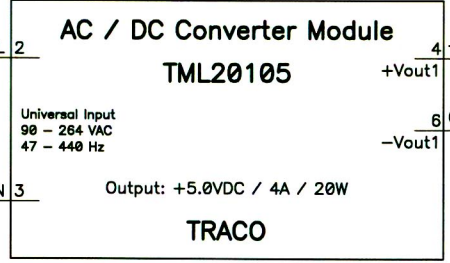 AC / DC Converter Module
TML20105
2
4
+Vout1
Universal Input
90 - 264 VAC
47 - 440 Hz
6
-Vout1
3
Output: +5.0VDC / 4A / 20W
TRACO